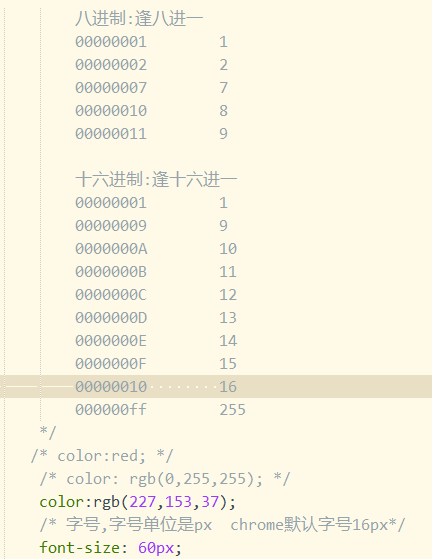 八进制:逢八进一
00000001 1
00000002 2
00000007 7
00000010 8
00000011 9
十六进制:逢十六进一
00000001 1
00000009 9
0000000A 10
0000000B 11
0000000C 12
0000000D 13
0000000E 14
0000000F 15
00000010 16
000000ff 255
*/
/* color:red; */
/* color: rgb(0,255,255); */
color:rgb(227,153,37);
/* 字号,字号单位是px  chrome默认字号16px*/
font-size: 60px;